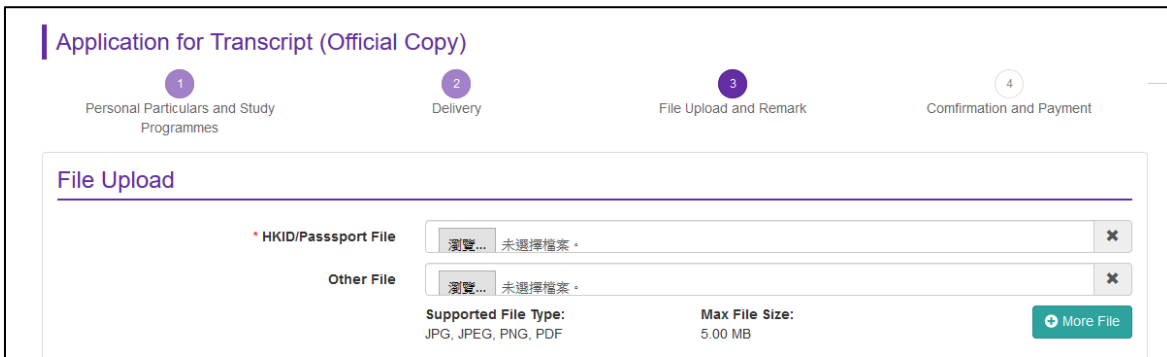 Application for Transcript (Official Copy)
1
Personal Particulars and Study
Programmes
2
Delivery
3
File Upload and Remark
4
Comfirmation and Payment
File Upload
* HKID/Passsport File
瀏覽... 未選擇檔案。
Other File
瀏覽... 未選擇檔案。
Supported File Type:
JPG, JPEG, PNG, PDF
Max File Size:
5.00 MB
More File